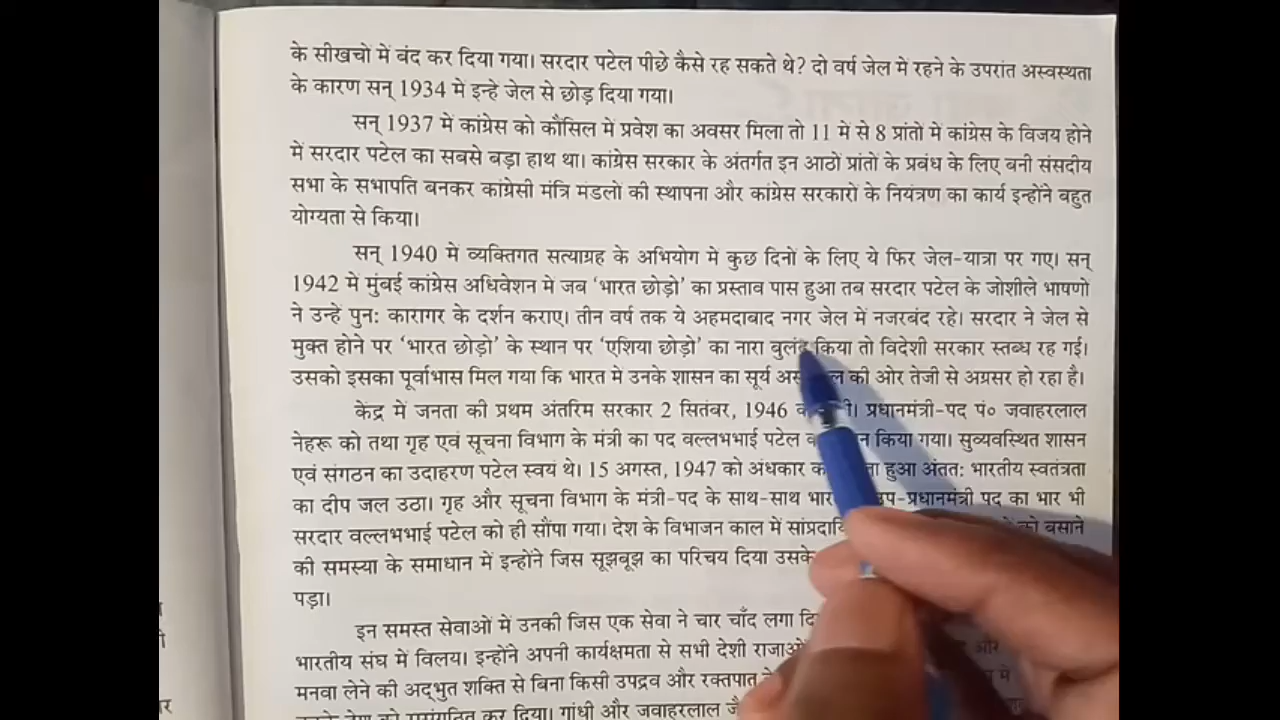 के सीखचों में बंद कर दिया गया। सरदार पटेल पीछे कैसे रह सकते थे? दो वर्ष जेल में रहने के उपरांत अस्वस्थता
के कारण सन् 1934 में इन्हें जेल से छोड़ दिया गया।
सन् 1937 में कांग्रेस को कौंसिल में प्रवेश का अवसर मिला तो 11 में से 8 प्रांतों में कांग्रेस के विजय होने
में सरदार पटेल का सबसे बड़ा हाथ था। कांग्रेस सरकार के अंतर्गत इन आठों प्रांतों के प्रबंध के लिए बनी संसदीय
सभा के सभापति बनकर कांग्रेसी मंत्रि मंडलों की स्थापना और कांग्रेस सरकारों के नियंत्रण का कार्य इन्होंने बहुत
योग्यता से किया।
सन् 1940 में व्यक्तिगत सत्याग्रह के अभियोग में कुछ दिनों के लिए ये फिर जेल-यात्रा पर गए। सन्
1942 में मुंबई कांग्रेस अधिवेशन में जब ‘भारत छोड़ो’ का प्रस्ताव पास हुआ तब सरदार पटेल के जोशीले भाषणों
ने उन्हें पुन: कारागर के दर्शन कराए। तीन वर्ष तक ये अहमदाबाद नगर जेल में नजरबंद रहे। सरदार ने जेल से
मुक्त होने पर ‘भारत छोड़ो’ के स्थान पर ‘एशिया छोड़ो’ का नारा बुलंद किया तो विदेशी सरकार स्तब्ध रह गई।
उसको इसका पूर्वाभास मिल गया कि भारत में उनके शासन का सूर्य की ओर तेजी से अग्रसर हो रहा है।
केंद्र में जनता की प्रथम अंतरिम सरकार 2 सितंबर, 1946 प्रधानमंत्री-पद पं० जवाहरलाल
नेहरू को तथा गृह एवं सूचना विभाग के मंत्री का पद वल्लभभाई पटेल किया गया। सुव्यवस्थित शासन
एवं संगठन का उदाहरण पटेल स्वयं थे। 15 अगस्त, 1947 को अंधकार हुआ अंतत: भारतीय स्वतंत्रता
का दीप जल उठा। गृह और सूचना विभाग के मंत्री-पद के साथ-साथ उप-प्रधानमंत्री पद का भार भी
सरदार वल्लभभाई पटेल को ही सौंपा गया। देश के विभाजन काल में को बसाने
की समस्या के समाधान में इन्होंने जिस सूझबूझ का परिचय दिया उसके
पड़ा।
इन समस्त सेवाओं में उनकी जिस एक सेवा ने चार चाँद लगा
भारतीय संघ में विलय। इन्होंने अपनी कार्यक्षमता से सभी देशी राजाओं और
मनवा लेने की अद्भुत शक्ति से बिना किसी उपद्रव और रक्तपात में
कर दिया। गांधी और जवाहरलाल